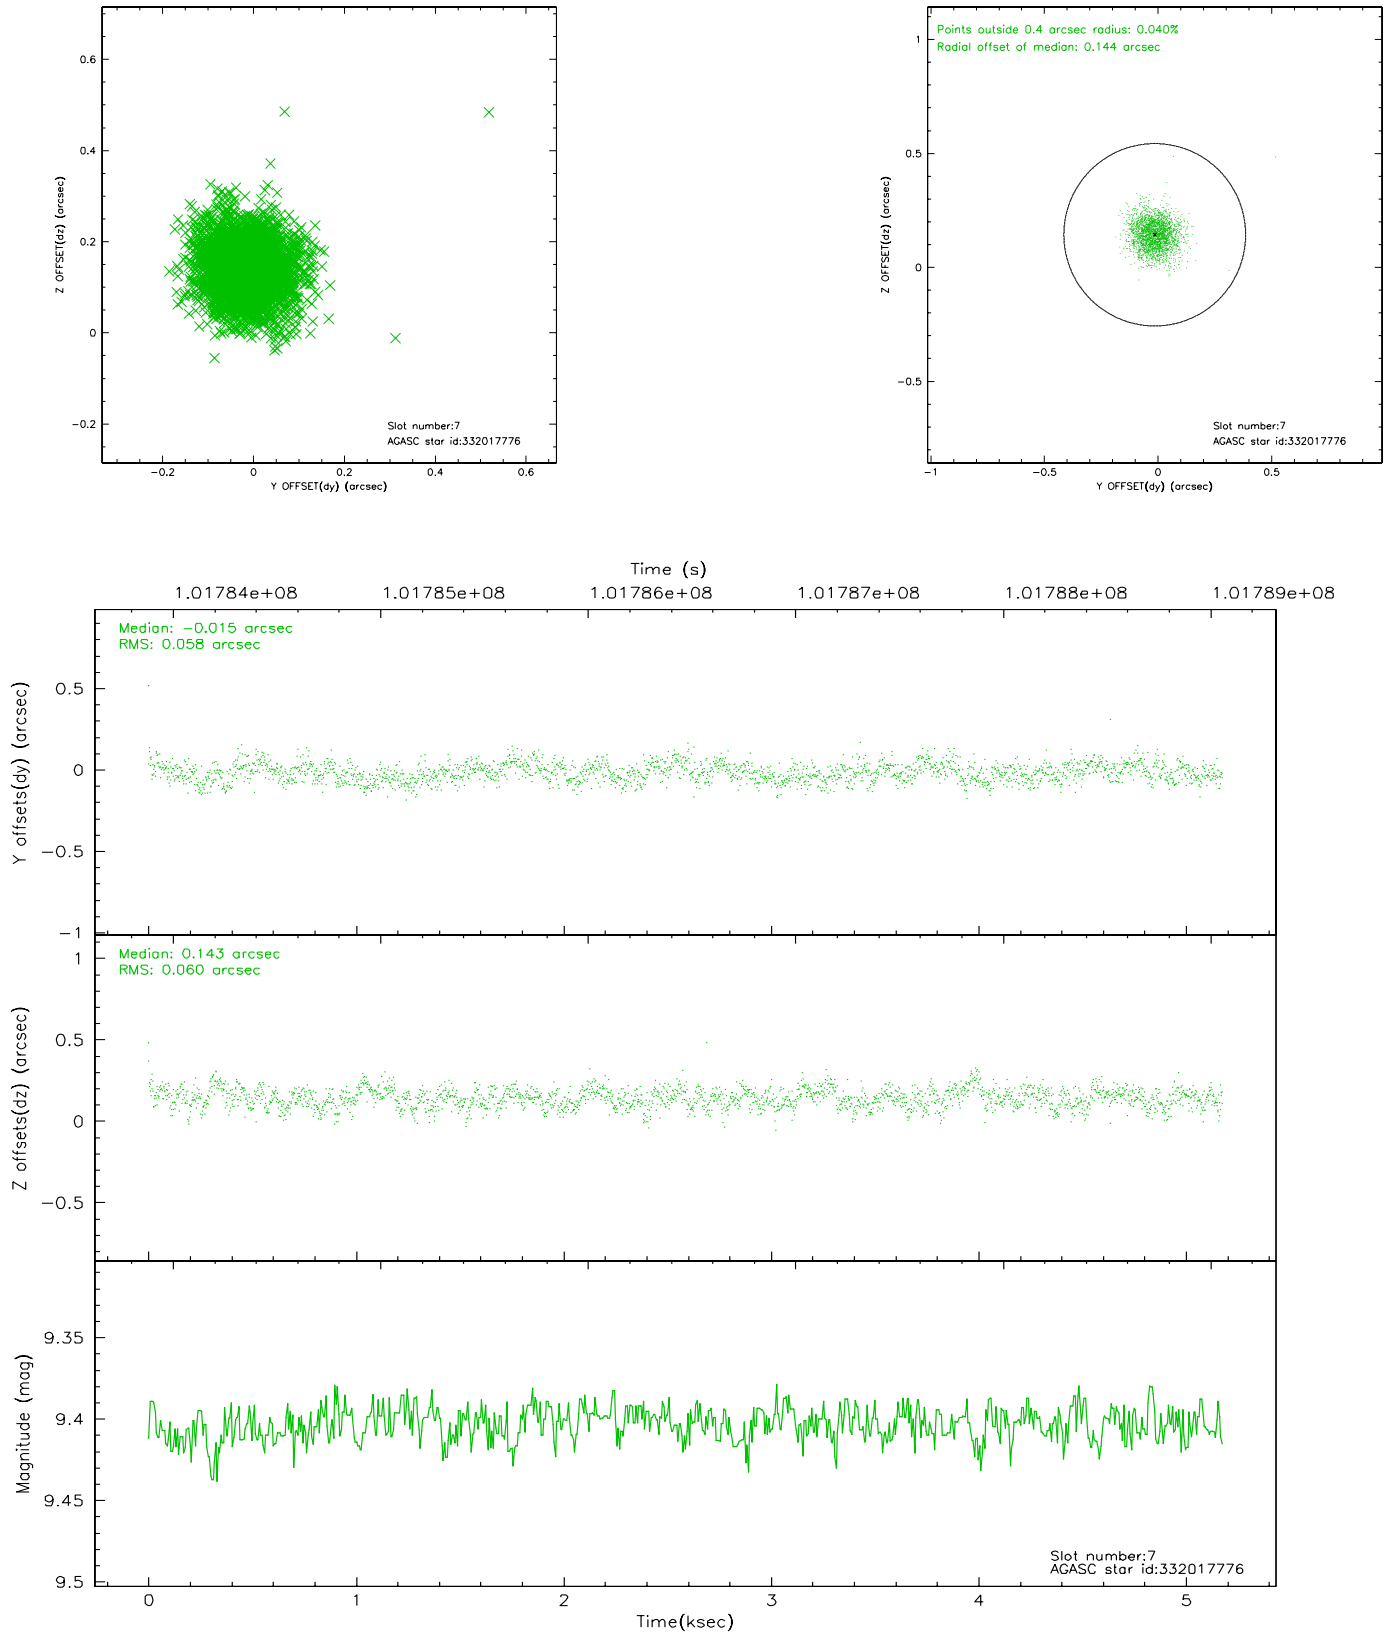 0.6
0.4
0.2
0
−0.2
Z OFFSET(dz) (arcsec)
Slot number:7
AGASC star id:332017776
−0.2 0 0.2 0.4 0.6
Y OFFSET(dy) (arcsec)
Points outside 0.4 arcsec radius: 0.040%
Radial offset of median: 0.144 arcsec
1
0.5
0
−0.5
Z OFFSET(dz) (arcsec)
Slot number:7
AGASC star id:332017776
−1 −0.5 0 0.5
Y OFFSET(dy) (arcsec)
Time (s)
1.01784e+08 1.01785e+08 1.01786e+08 1.01787e+08 1.01788e+08 1.01789e+08
Median: −0.015 arcsec
RMS: 0.058 arcsec
0.5
0
−0.5
−1
Y offsets(dy) (arcsec)
Median: 0.143 arcsec
RMS: 0.060 arcsec
1
0.5
0
−0.5
Z offsets(dz) (arcsec)
9.35
9.4
9.45
9.5
Magnitude (mag)
Slot number:7
AGASC star id:332017776
0 1 2 3 4 5
Time(ksec)